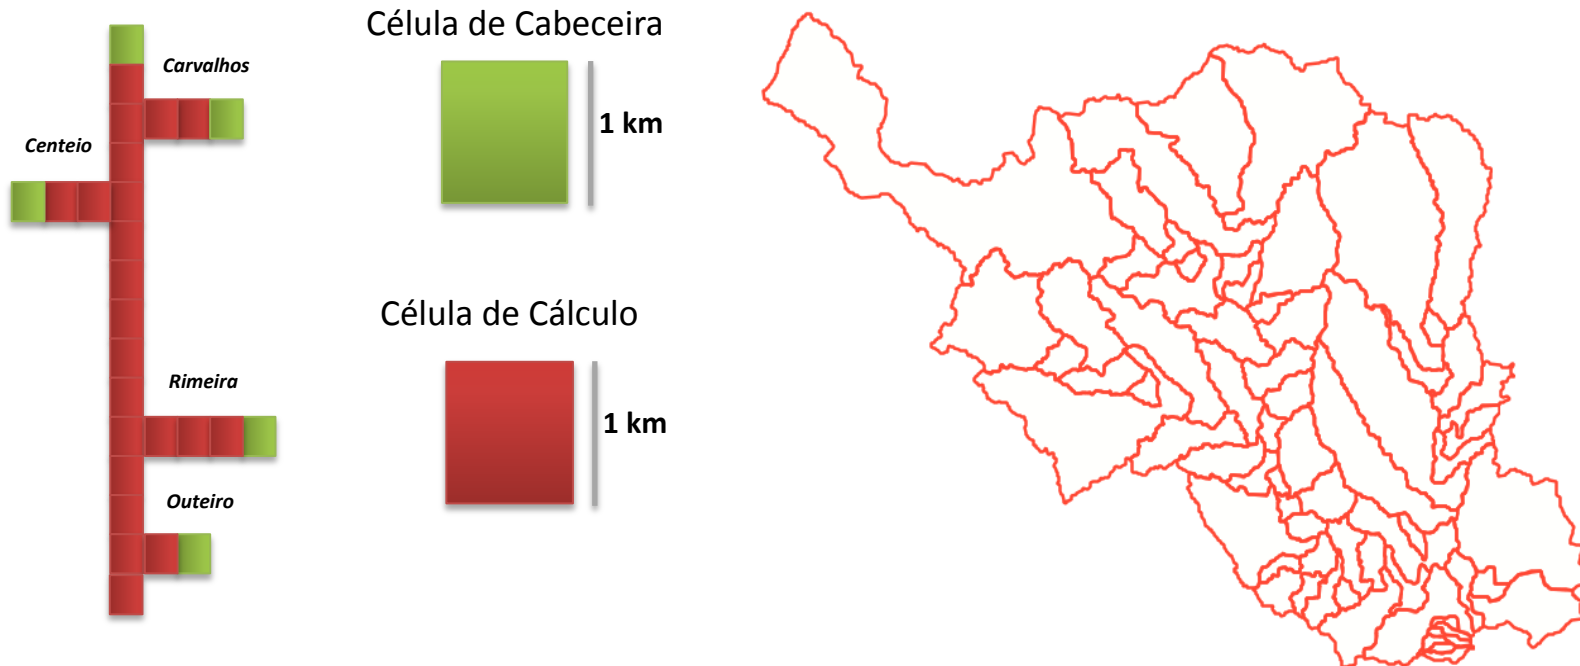 Carvalhos
Centeio
Rimeira
Outeiro
Célula de Cabeceira
1 km
Célula de Cálculo
1 km